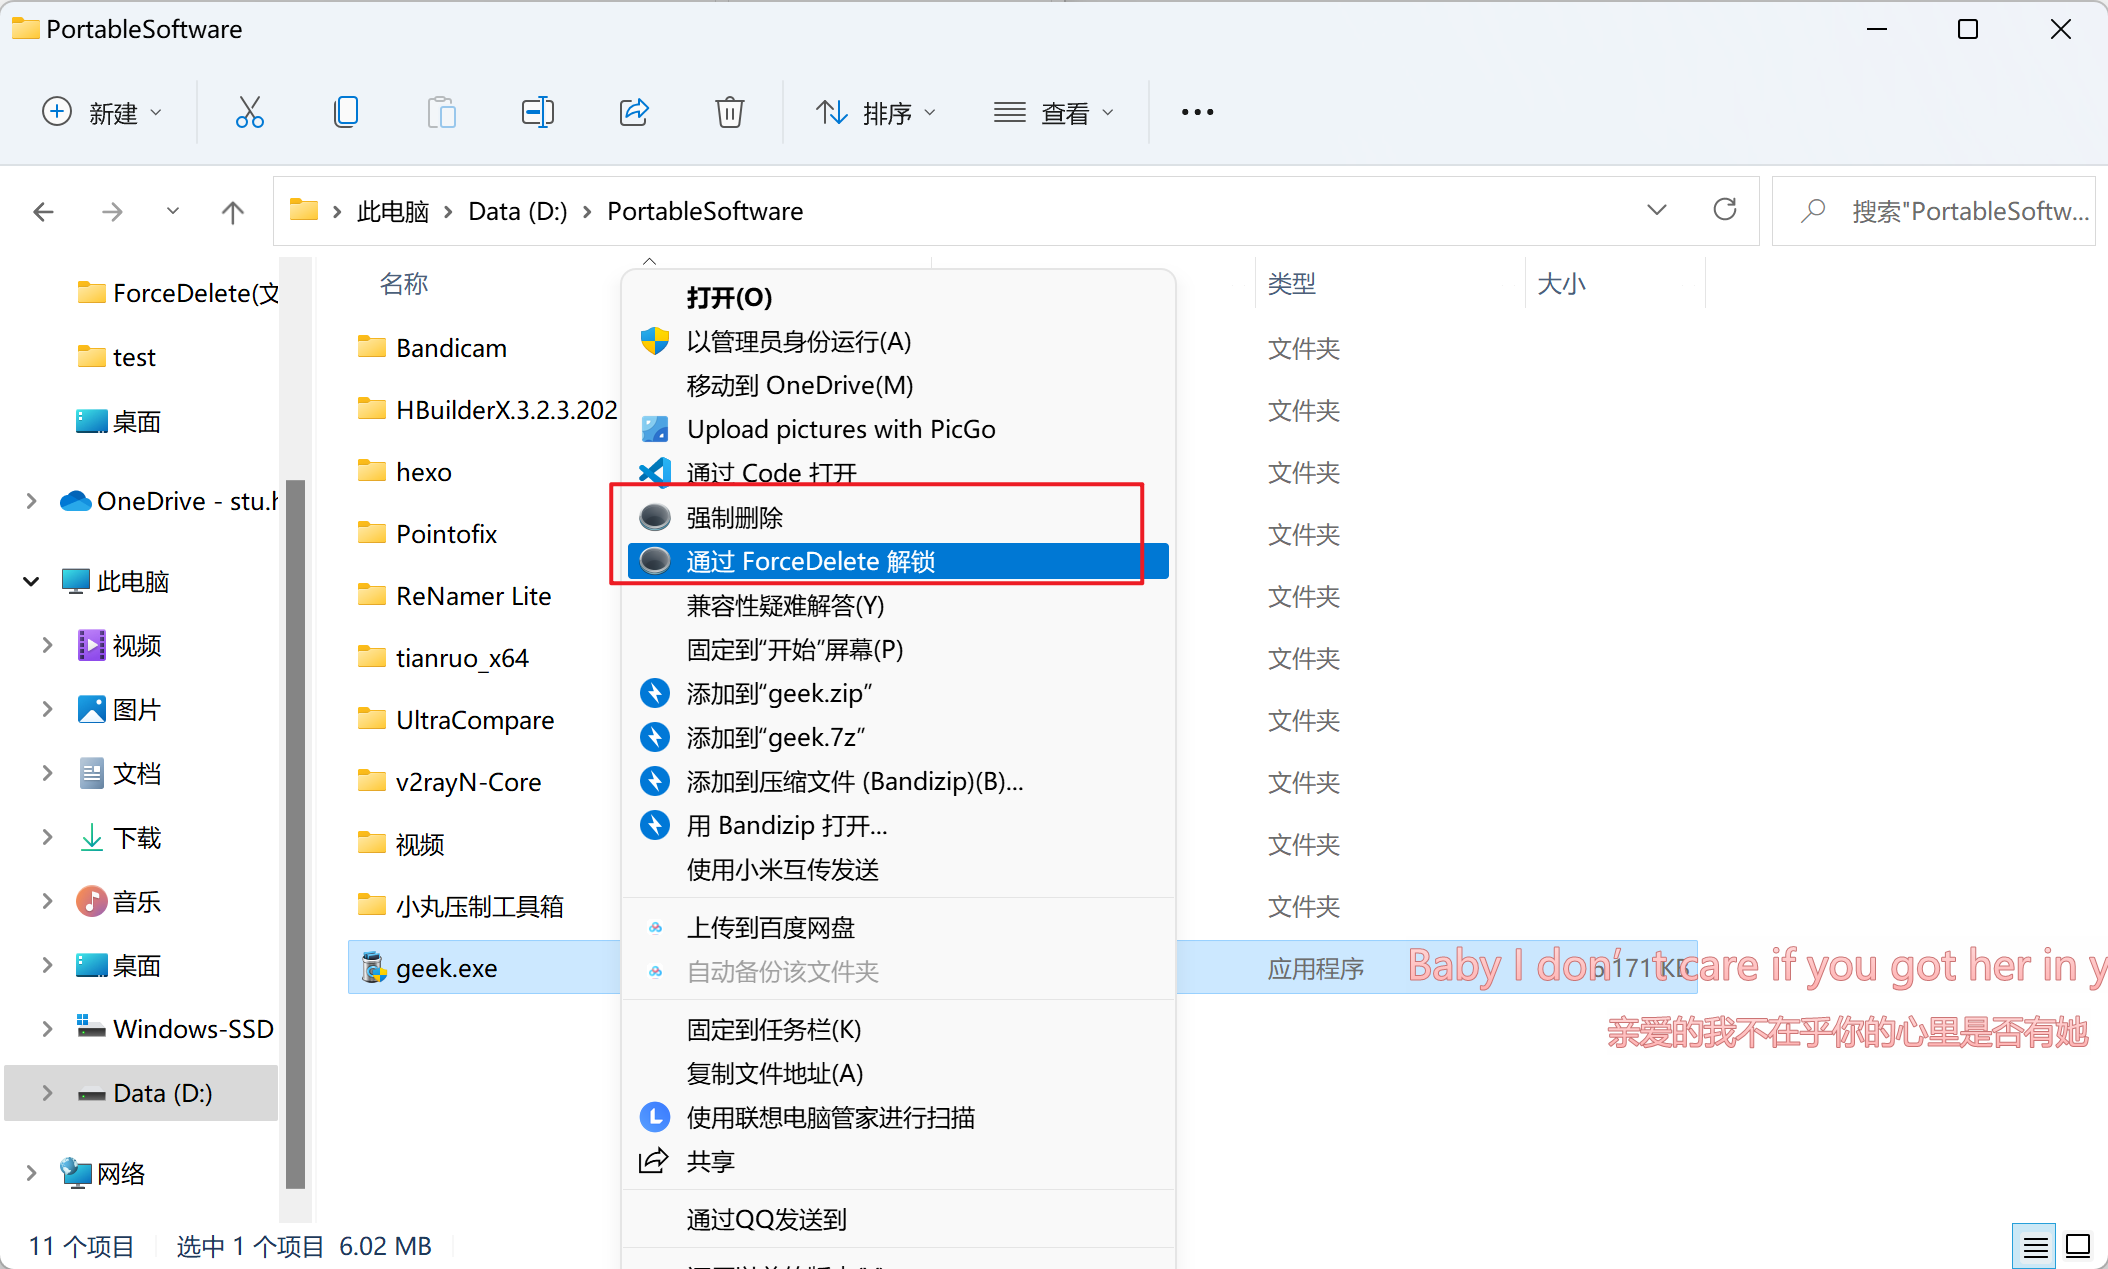 PortableSoftware
新建
排序
查看
此电脑
Data (D:)
PortableSoftware
搜索"PortableSoftw...
ForceDelete(文
test
桌面
OneDrive - stu.h
此电脑
视频
图片
文档
下载
音乐
桌面
Windows-SSD
Data (D:)
网络
名称
类型
大小
Bandicam
文件夹
HBuilderX.3.2.3.202
文件夹
hexo
文件夹
Pointofix
文件夹
ReNamer Lite
文件夹
tianruo_x64
文件夹
UltraCompare
文件夹
v2rayN-Core
文件夹
视频
文件夹
小丸压制工具箱
文件夹
geek.exe
应用程序
6,171 KB
打开(O)
以管理员身份运行(A)
移动到 OneDrive(M)
Upload pictures with PicGo
通过 Code 打开
强制删除
通过 ForceDelete 解锁
兼容性疑难解答(Y)
固定到“开始”屏幕(P)
添加到“geek.zip”
添加到“geek.7z”
添加到压缩文件 (Bandizip)(B)...
用 Bandizip 打开...
使用小米互传发送
上传到百度网盘
自动备份该文件夹
固定到任务栏(K)
复制文件地址(A)
使用联想电脑管家进行扫描
共享
通过QQ发送到
Baby I don’t care if you got her in y
亲爱的我不在乎你的心里是否有她
11 个项目
选中 1 个项目
6.02 MB